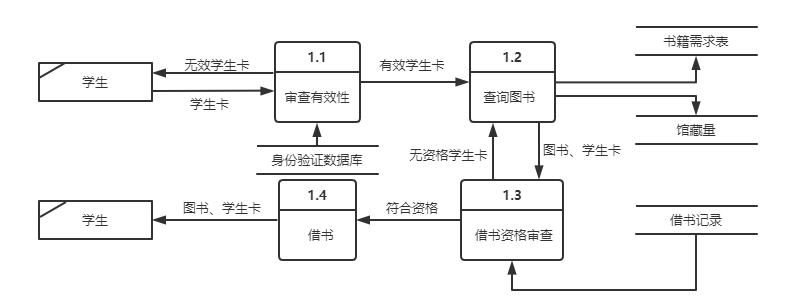 书籍需求表
1.1
1.2
无效学生卡
有效学生卡
学生
审查有效性
查询图书
学生卡
馆藏量
身份验证数据库
无资格学生卡
图书、学生卡
1.4
1.3
图书、学生卡
符合资格
学生
借书
借书资格审查
借书记录